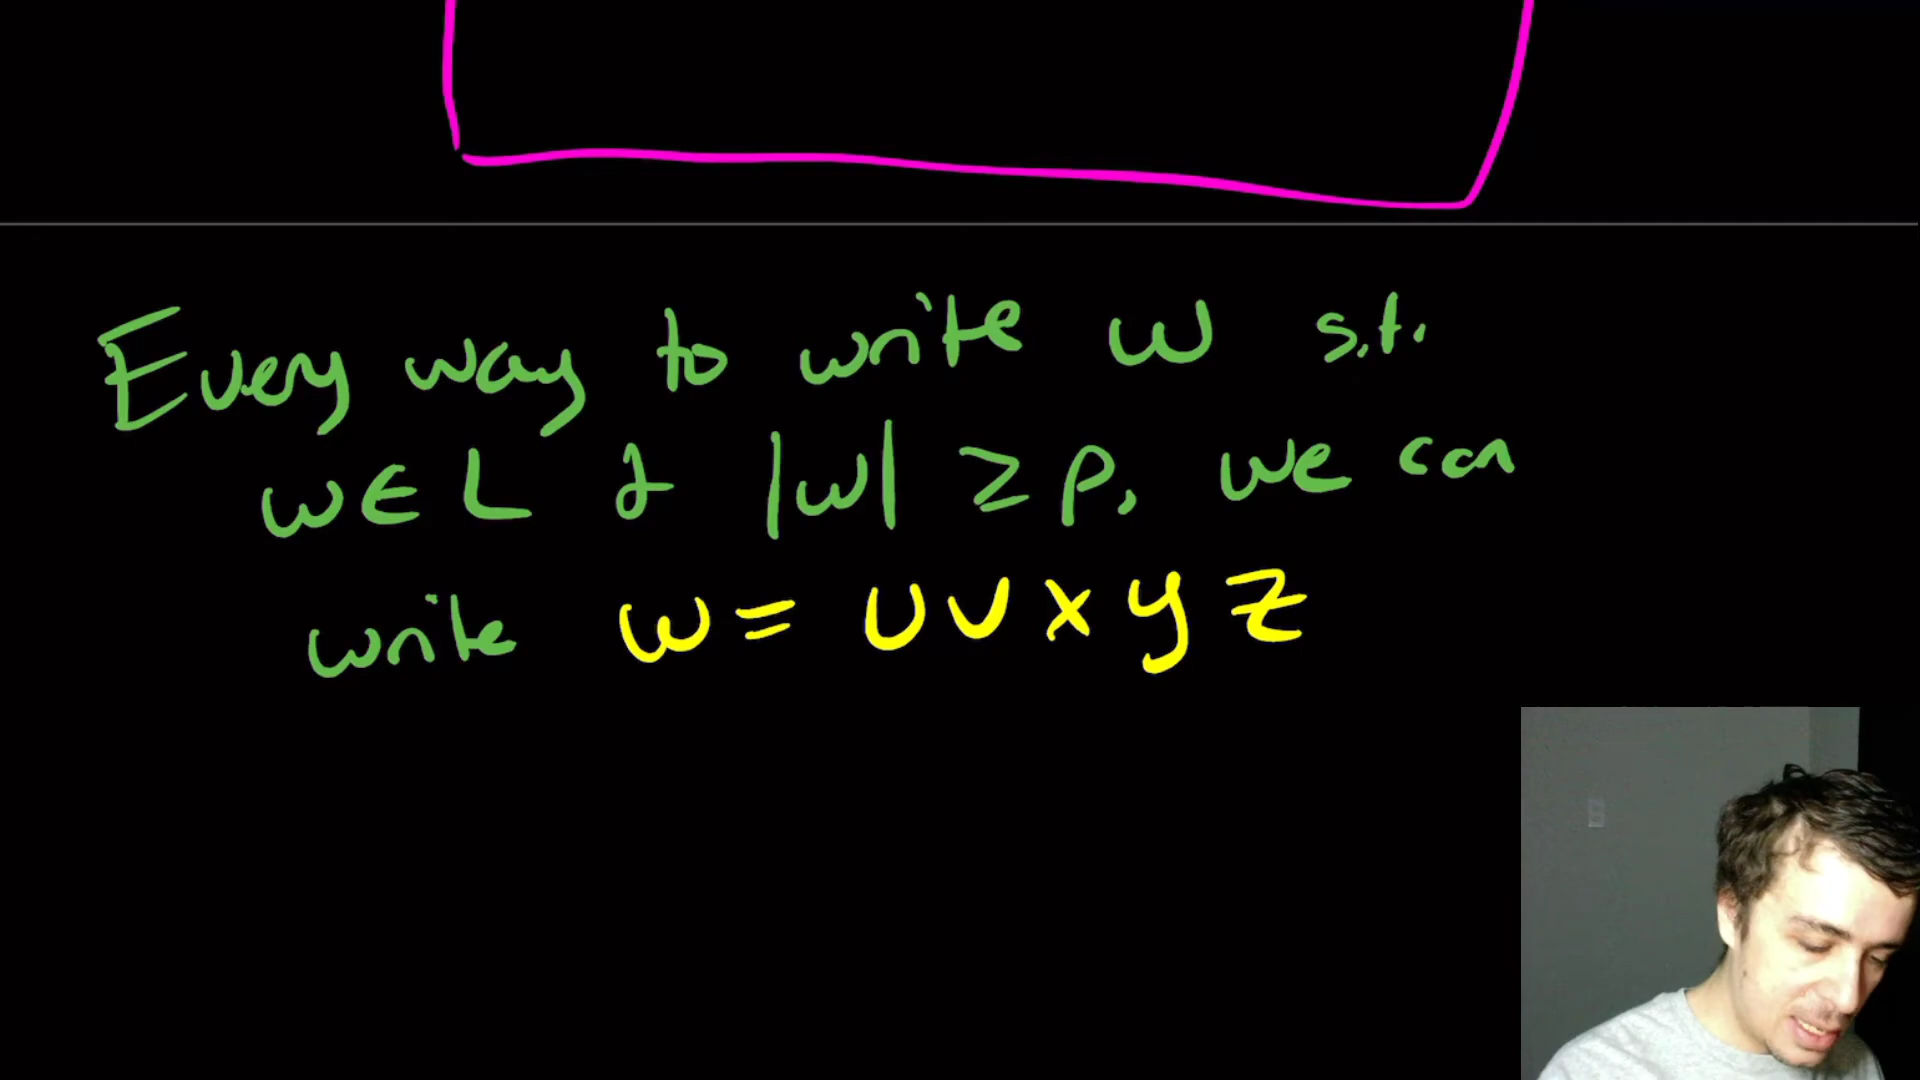 Every way to write w s.t.
w∈L & |w| ≥ p, we can
write w = uvxyz